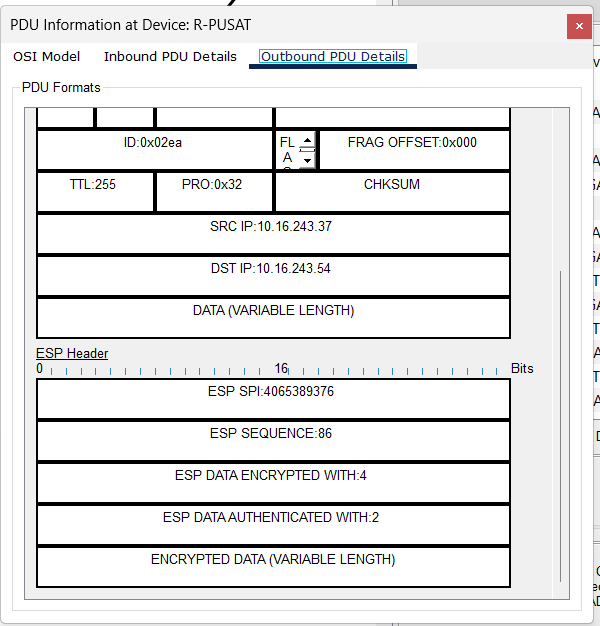 PDU Information at Device: R-PUSAT
×
OSI Model Inbound PDU Details Outbound PDU Details
PDU Formats
ID:0x02ea
FL
A
FRAG OFFSET:0x000
TTL:255
PRO:0x32
CHKSUM
SRC IP:10.16.243.37
DST IP:10.16.243.54
DATA (VARIABLE LENGTH)
ESP Header
0 16 Bits
ESP SPI:4065389376
ESP SEQUENCE:86
ESP DATA ENCRYPTED WITH:4
ESP DATA AUTHENTICATED WITH:2
ENCRYPTED DATA (VARIABLE LENGTH)